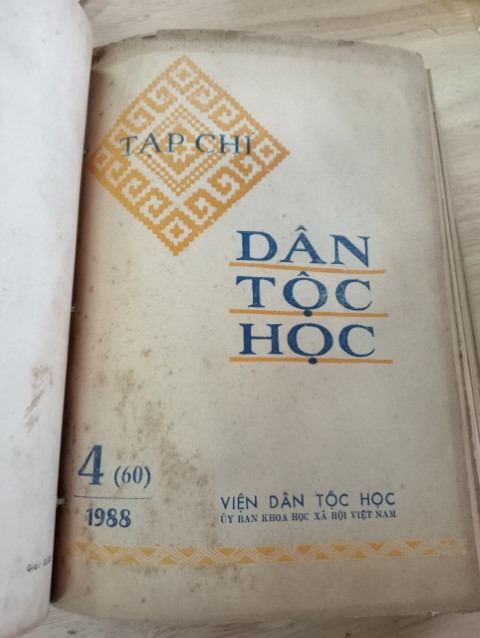 TẠP CHÍ
DÂN
TỘC
HỌC
4 (60)
1988
VIỆN DÂN TỘC HỌC
ỦY BAN KHOA HỌC XÃ HỘI VIỆT NAM